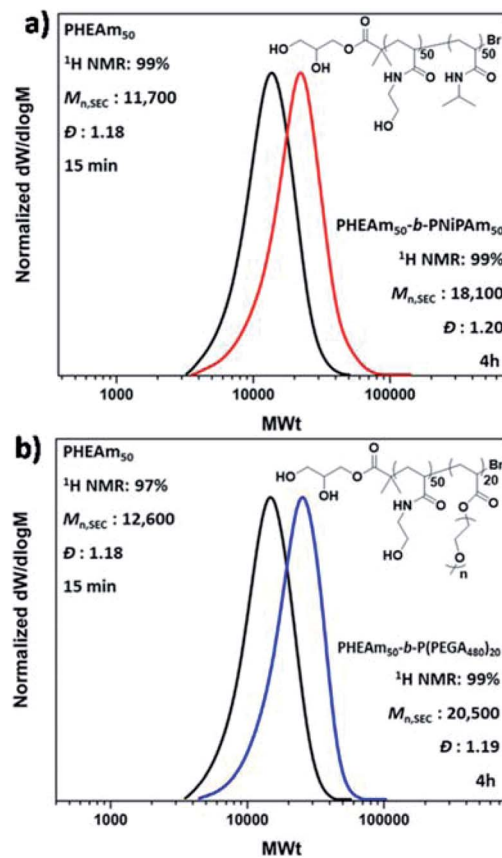 a)
PHEAm₅₀
¹H NMR: 99%
Mₙ,SEC : 11,700
Đ : 1.18
15 min
HO
OH
O
O
50
50
Br
HN
O
HN
O
HO
PHEAm₅₀-b-PNiPAm₅₀
¹H NMR: 99%
Mₙ,SEC : 18,100
Đ : 1.20
4h
Normalized dW/dlogM
1000
10000
100000
MWt
b)
PHEAm₅₀
¹H NMR: 97%
Mₙ,SEC : 12,600
Đ : 1.18
15 min
HO
OH
O
O
50
20
Br
HN
O
O
O
HO
O
n
PHEAm₅₀-b-P(PEGA₄₈₀)₂₀
¹H NMR: 99%
Mₙ,SEC : 20,500
Đ : 1.19
4h
Normalized dW/dlogM
1000
10000
100000
MWt